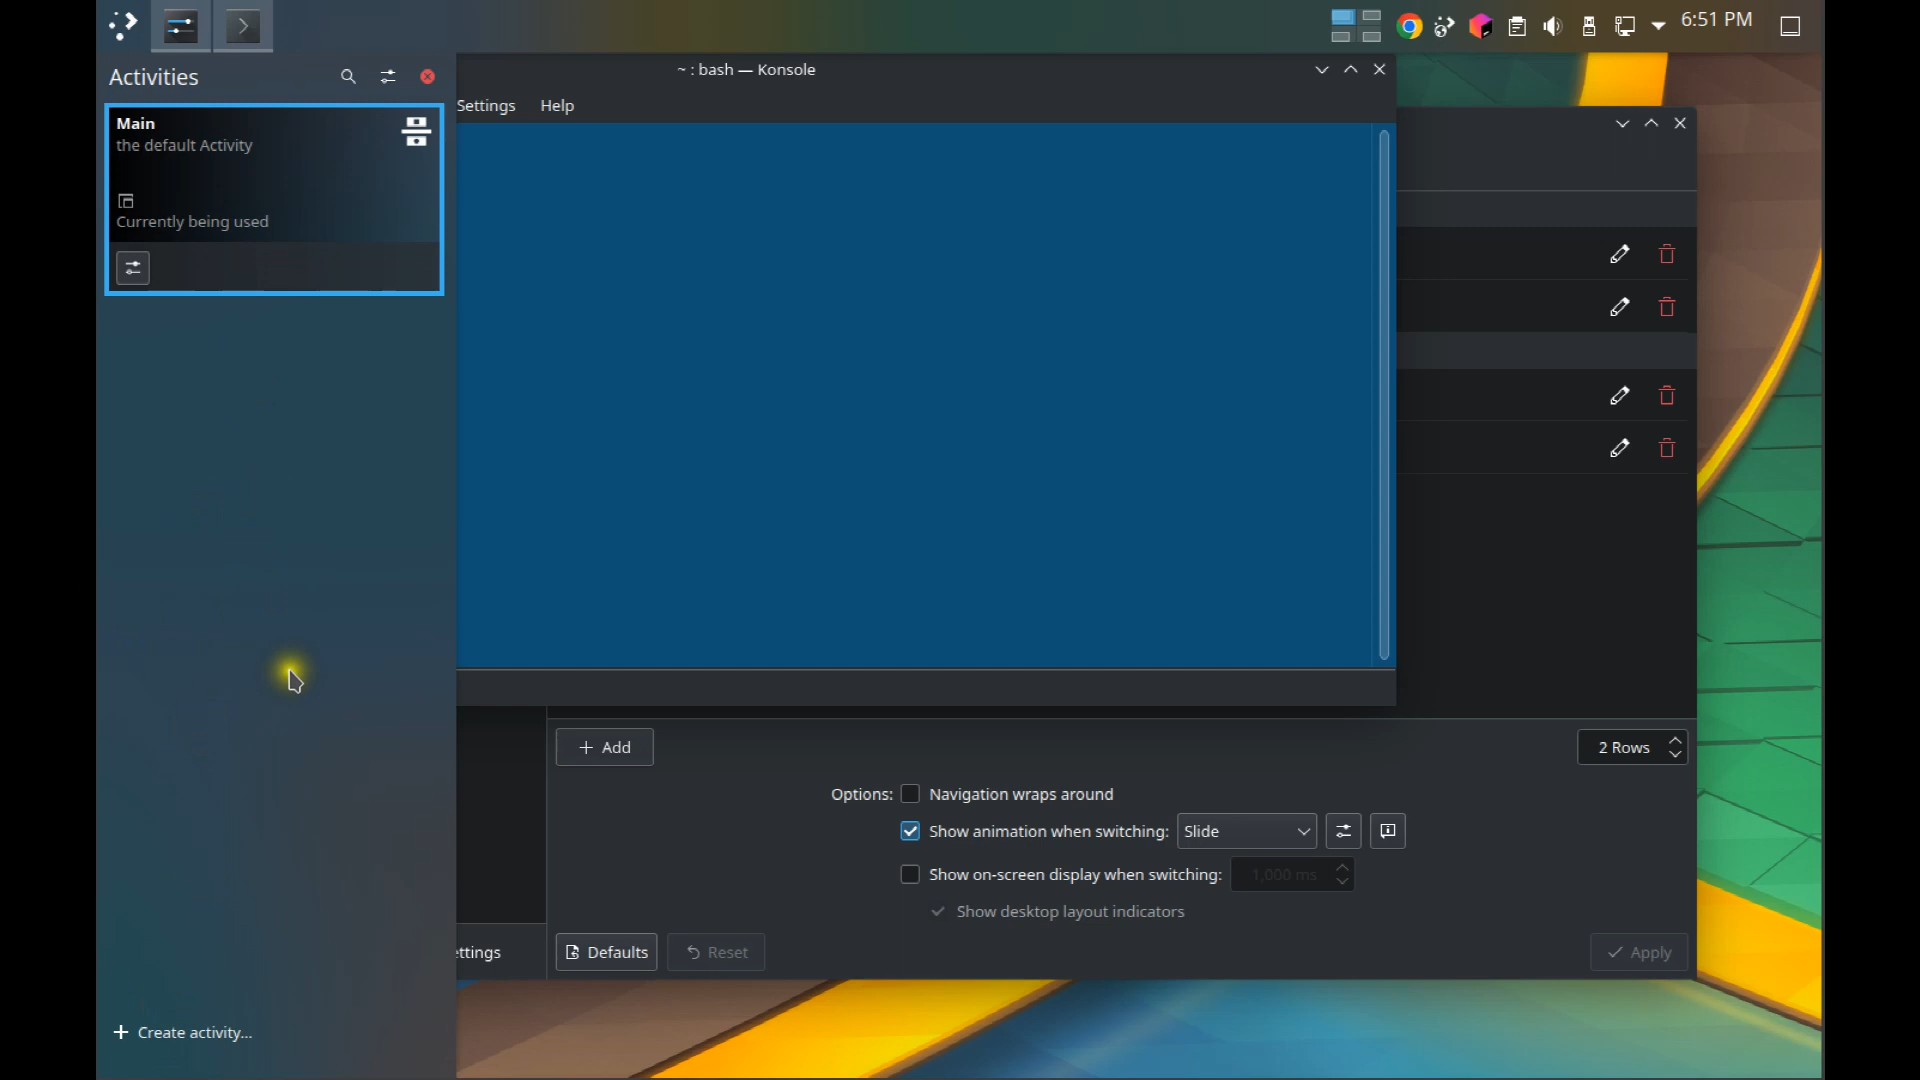 6:51 PM
Activities
~ : bash — Konsole
Settings
Help
Main
the default Activity
Currently being used
Add
2 Rows
Options:
Navigation wraps around
Show animation when switching:
Slide
Show on-screen display when switching:
1,000 ms
Show desktop layout indicators
ettings
Defaults
Reset
Apply
Create activity...